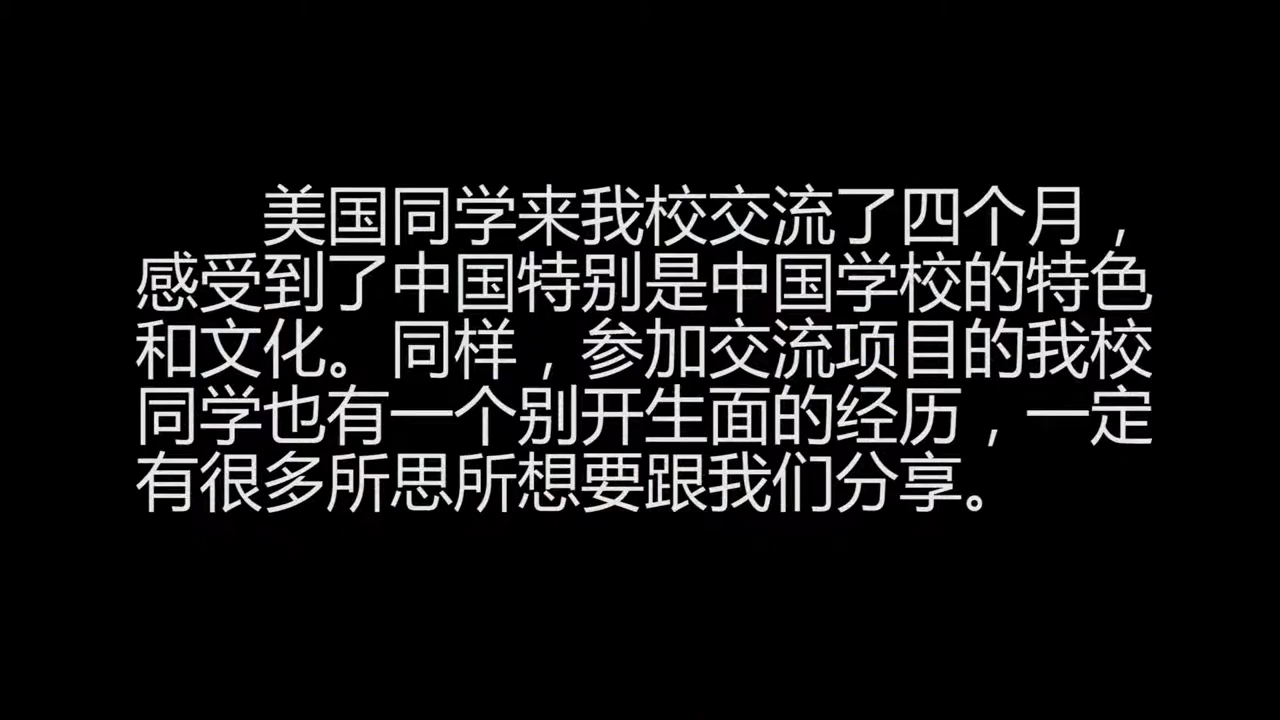 美国同学来我校交流了四个月，
感受到了中国特别是中国学校的特色
和文化。同样，参加交流项目的我校
同学也有一个别开生面的经历，一定
有很多所思所想要跟我们分享。